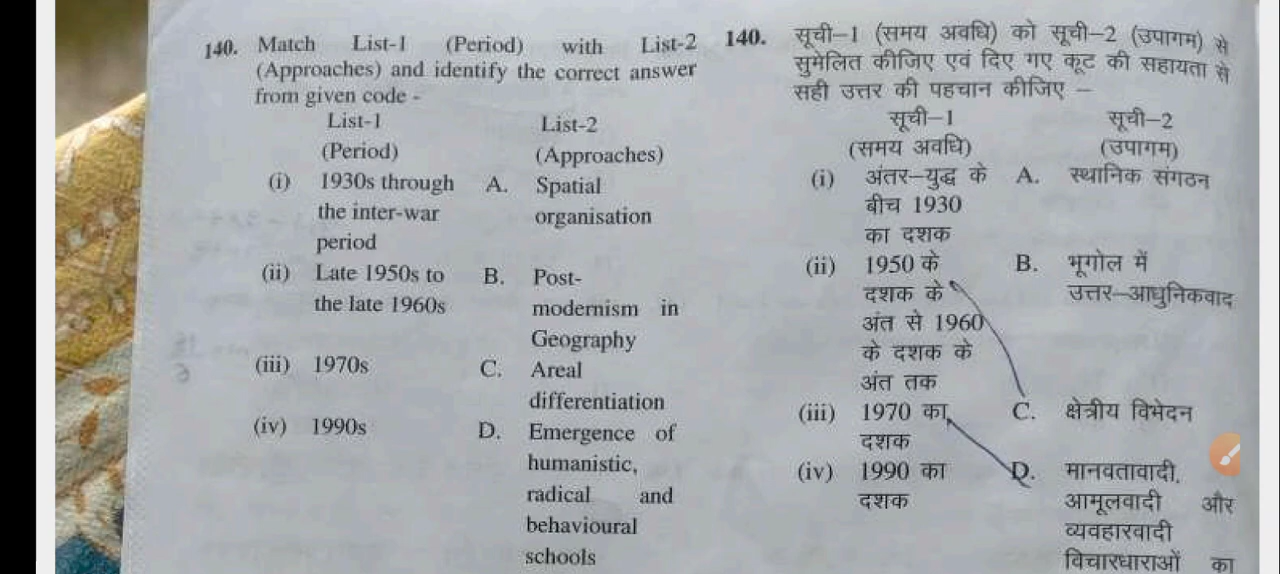 140. Match List-1 (Period) with List-2
(Approaches) and identify the correct answer
from given code -
List-1 List-2
(Period) (Approaches)
(i) 1930s through A. Spatial
the inter-war organisation
period
(ii) Late 1950s to B. Post-
the late 1960s modernism in
Geography
(iii) 1970s C. Areal
differentiation
(iv) 1990s D. Emergence of
humanistic,
radical and
behavioural
schools
140. सूची–1 (समय अवधि) को सूची–2 (उपागम) से
सुमेलित कीजिए एवं दिए गए कूट की सहायता से
सही उत्तर की पहचान कीजिए –
सूची–1 सूची–2
(समय अवधि) (उपागम)
(i) अंतर–युद्ध के A. स्थानिक संगठन
बीच 1930
का दशक
(ii) 1950 के B. भूगोल में
दशक के उत्तर–आधुनिकवाद
अंत से 1960
के दशक के
अंत तक
(iii) 1970 का C. क्षेत्रीय विभेदन
दशक
(iv) 1990 का D. मानवतावादी,
दशक आमूलवादी और
व्यवहारवादी
विचारधाराओं का